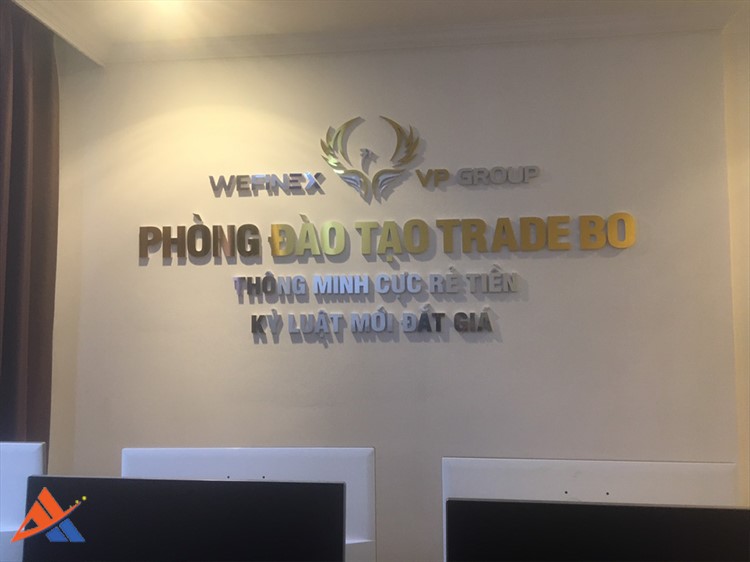 WEFINEX VP GROUP
PHÒNG ĐÀO TẠO TRADE BO
THÔNG MINH CỰC RẺ TIỀN
KỶ LUẬT MỚI ĐẮT GIÁ